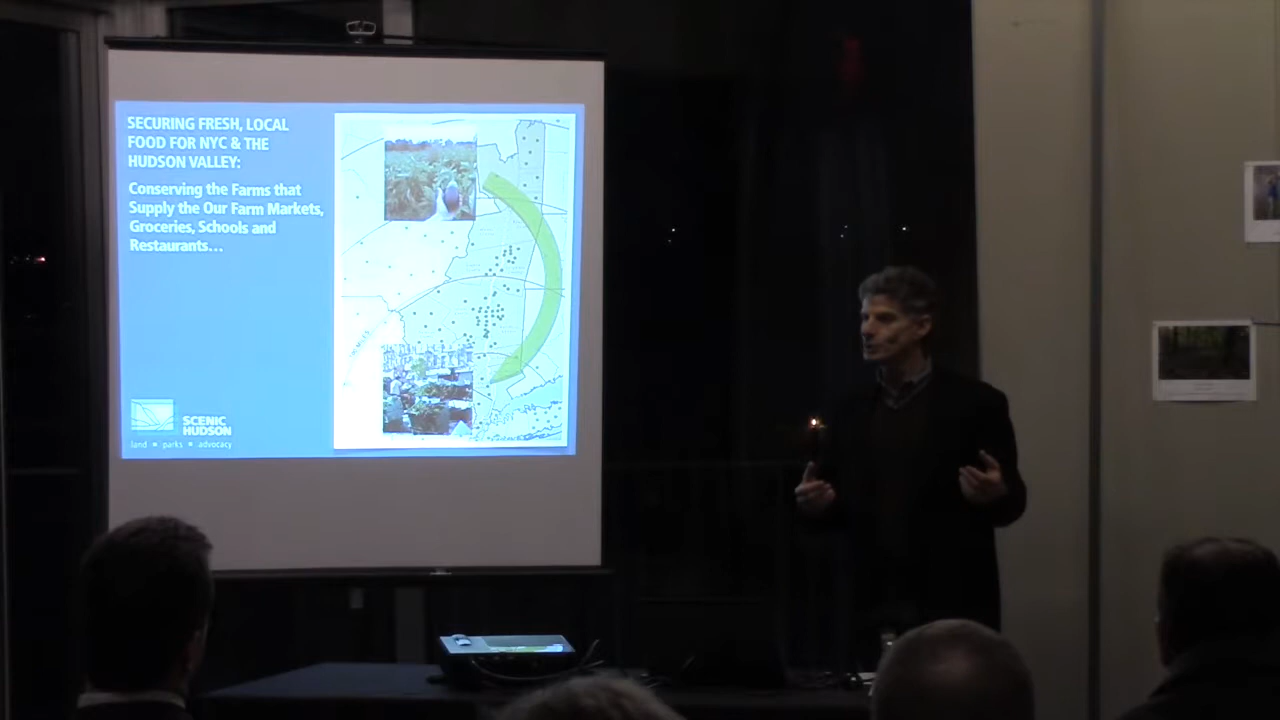 SECURING FRESH, LOCAL
FOOD FOR NYC & THE
HUDSON VALLEY:
Conserving the Farms that
Supply the Our Farm Markets,
Groceries, Schools and
Restaurants...
SCENIC
HUDSON
land • parks • advocacy